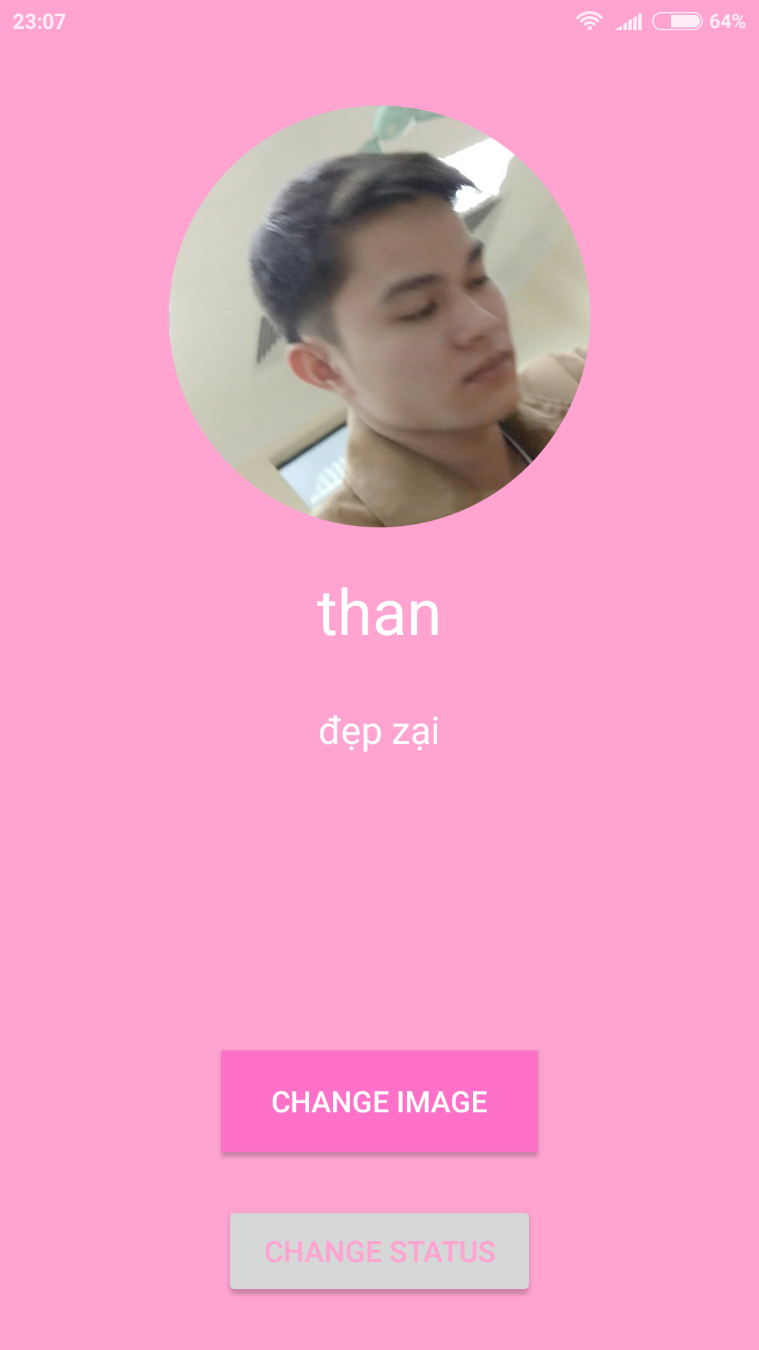 23:07 64%
than
đẹp zại
CHANGE IMAGE
CHANGE STATUS